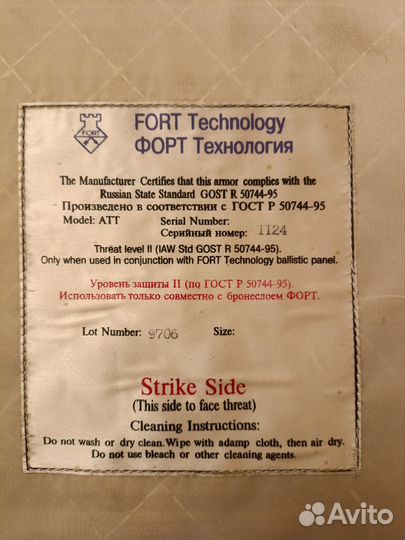 FORT
FORT Technology
ФОРТ Технология
The Manufacturer Certifies that this armor complies with the
Russian State Standard GOST R 50744-95
Произведено в соответствии с ГОСТ Р 50744-95
Model: ATT Serial Number:
Серийный номер: 1124
Threat level II (IAW Std GOST R 50744-95).
Only when used in conjunction with FORT Technology ballistic panel.
Уровень защиты II (по ГОСТ Р 50744-95).
Использовать только совместно с бронеслоем ФОРТ.
Lot Number: 9706 Size:
Strike Side
(This side to face threat)
Cleaning Instructions:
Do not wash or dry clean.Wipe with adamp cloth, then air dry.
Do not use bleach or other cleaning agents.
Avito